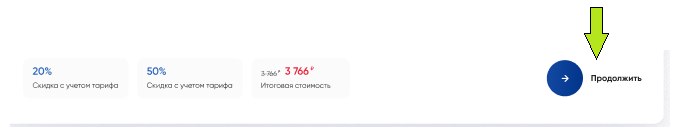 20%
Скидка с учетом тарифа
50%
Скидка с учетом тарифа
3 766 ₽ 3 766 ₽
Итоговая стоимость
Продолжить